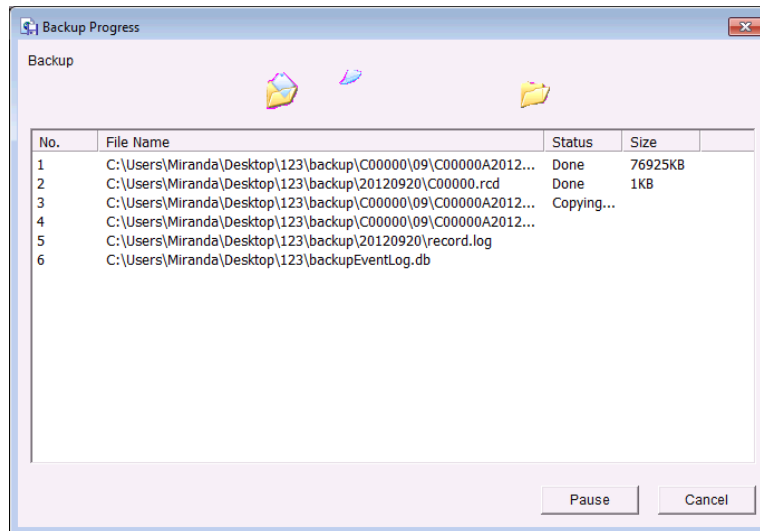 Backup Progress
Backup
No. File Name Status Size
1 C:\Users\Miranda\Desktop\123\backup\C00000\09\C00000A2012... Done 76925KB
2 C:\Users\Miranda\Desktop\123\backup\20120920\C00000.rcd Done 1KB
3 C:\Users\Miranda\Desktop\123\backup\C00000\09\C00000A2012... Copying...
4 C:\Users\Miranda\Desktop\123\backup\C00000\09\C00000A2012...
5 C:\Users\Miranda\Desktop\123\backup\20120920\record.log
6 C:\Users\Miranda\Desktop\123\backupEventLog.db
Pause Cancel